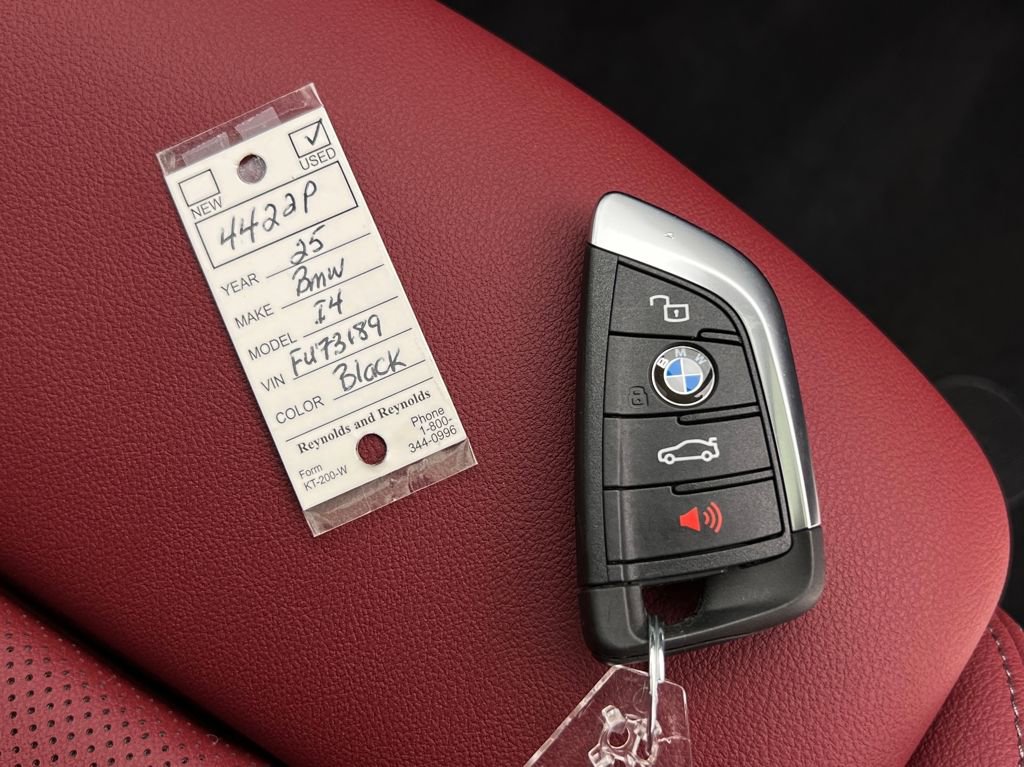 USED
NEW
4422P
YEAR 25
MAKE Bmw
MODEL I4
VIN FU73189
COLOR Black
Reynolds and Reynolds
Form
KT-200-W
Phone
1-800-
344-0996
BMW